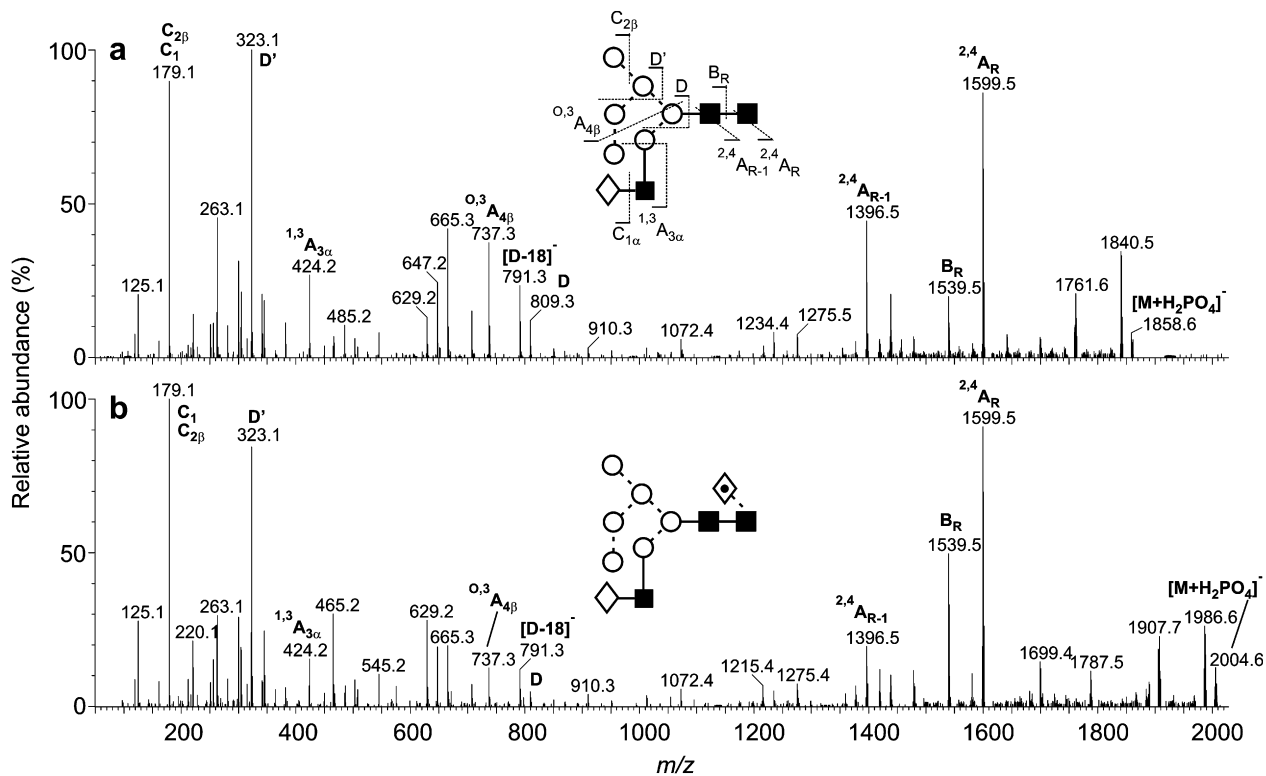 a
C2β
C1
179.1
323.1
D'
100
50
0
125.1
263.1
1,3A3α
424.2
485.2
629.2
647.2
665.3
O,3A4β
737.3
[D-18]-
791.3
D
809.3
910.3
1072.4
1234.4
1275.5
2,4AR-1
1396.5
BR
1539.5
2,4AR
1599.5
1761.6
1840.5
[M+H2PO4]-
1858.6
C2β
D'
D
BR
O,3A4β
2,4AR-1
2,4AR
C1α
1,3A3α
Relative abundance (%)
b
100
50
0
179.1
C1
C2β
D'
323.1
125.1
220.1
263.1
1,3A3α
424.2
465.2
545.2
629.2
665.3
O,3A4β
737.3
[D-18]-
791.3
D
910.3
1072.4
1215.4
1275.4
2,4AR-1
1396.5
BR
1539.5
2,4AR
1599.5
1699.4
1787.5
1907.7
[M+H2PO4]-
1986.6
2004.6
200 400 600 800 1000 1200 1400 1600 1800 2000
m/z